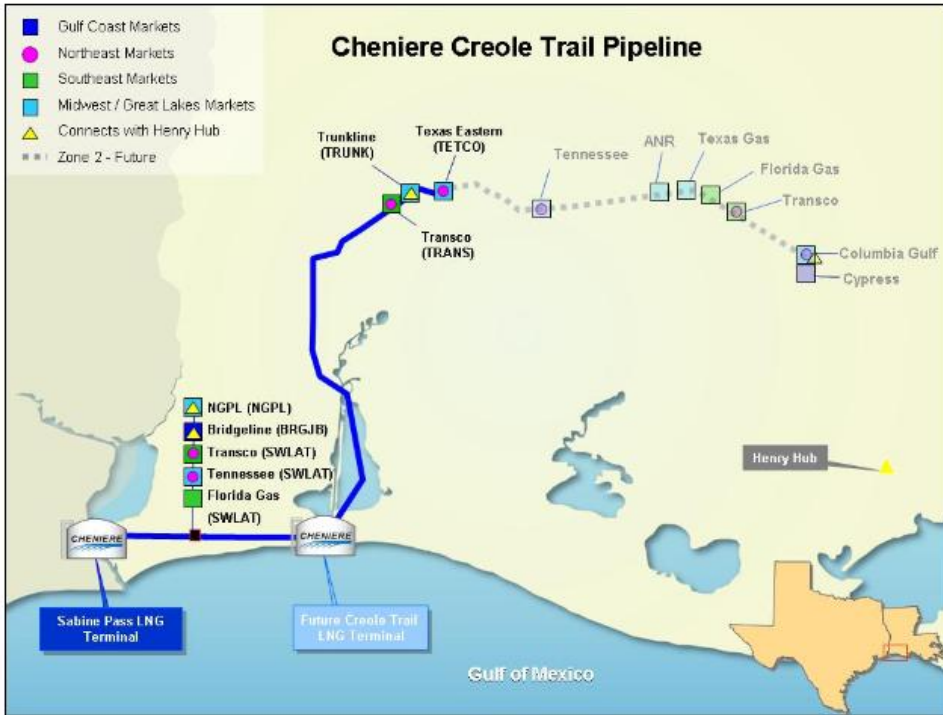 Cheniere Creole Trail Pipeline
Gulf Coast Markets
Northeast Markets
Southeast Markets
Midwest / Great Lakes Markets
Connects with Henry Hub
Zone 2 - Future
Trunkline
(TRUNK)
Texas Eastern
(TETCO)
Transco
(TRANS)
Tennessee
ANR
Texas Gas
Florida Gas
Transco
Columbia Gulf
Cypress
NGPL (NGPL)
Bridgeline (BRGJB)
Transco (SWLAT)
Tennessee (SWLAT)
Florida Gas
(SWLAT)
Henry Hub
CHENIERE
CHENIERE
Sabine Pass LNG
Terminal
Future Creole Trail
LNG Terminal
Gulf of Mexico